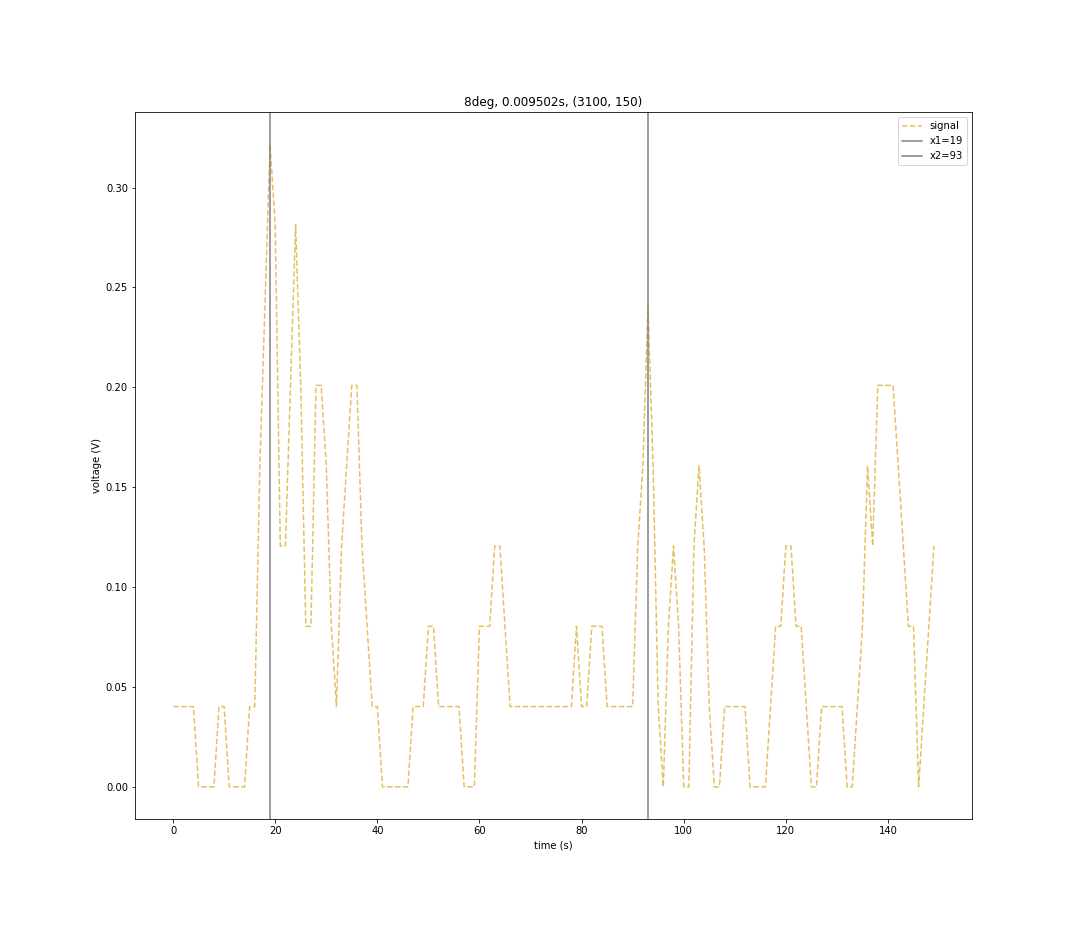 8deg, 0.009502s, (3100, 150)
signal
x1=19
x2=93
0.30
0.25
0.20
0.15
0.10
0.05
0.00
voltage (V)
0 20 40 60 80 100 120 140
time (s)